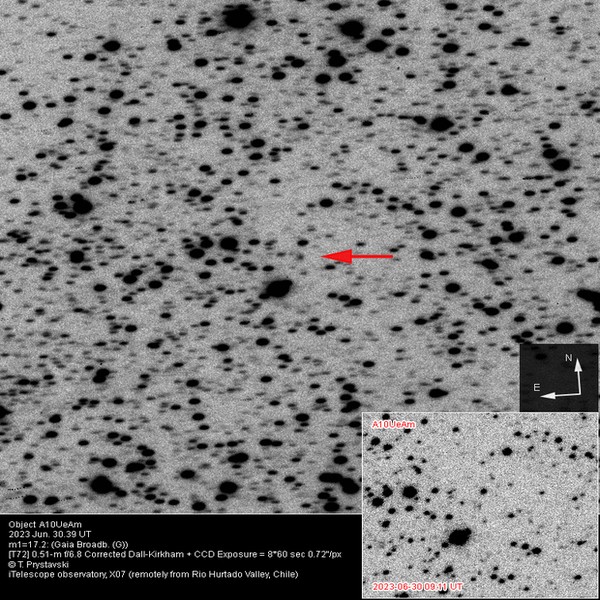 N
E
A10UeAm
2023-06-30 09:11 UT
Object A10UeAm
2023 Jun. 30.39 UT
m1=17.2: (Gaia Broadb. (G))
[T72] 0.51-m f/6.8 Corrected Dall-Kirkham + CCD Exposure = 8*60 sec 0.72"/px
© T. Prystavski
iTelescope observatory, X07 (remotely from Rio Hurtado Valley, Chile)